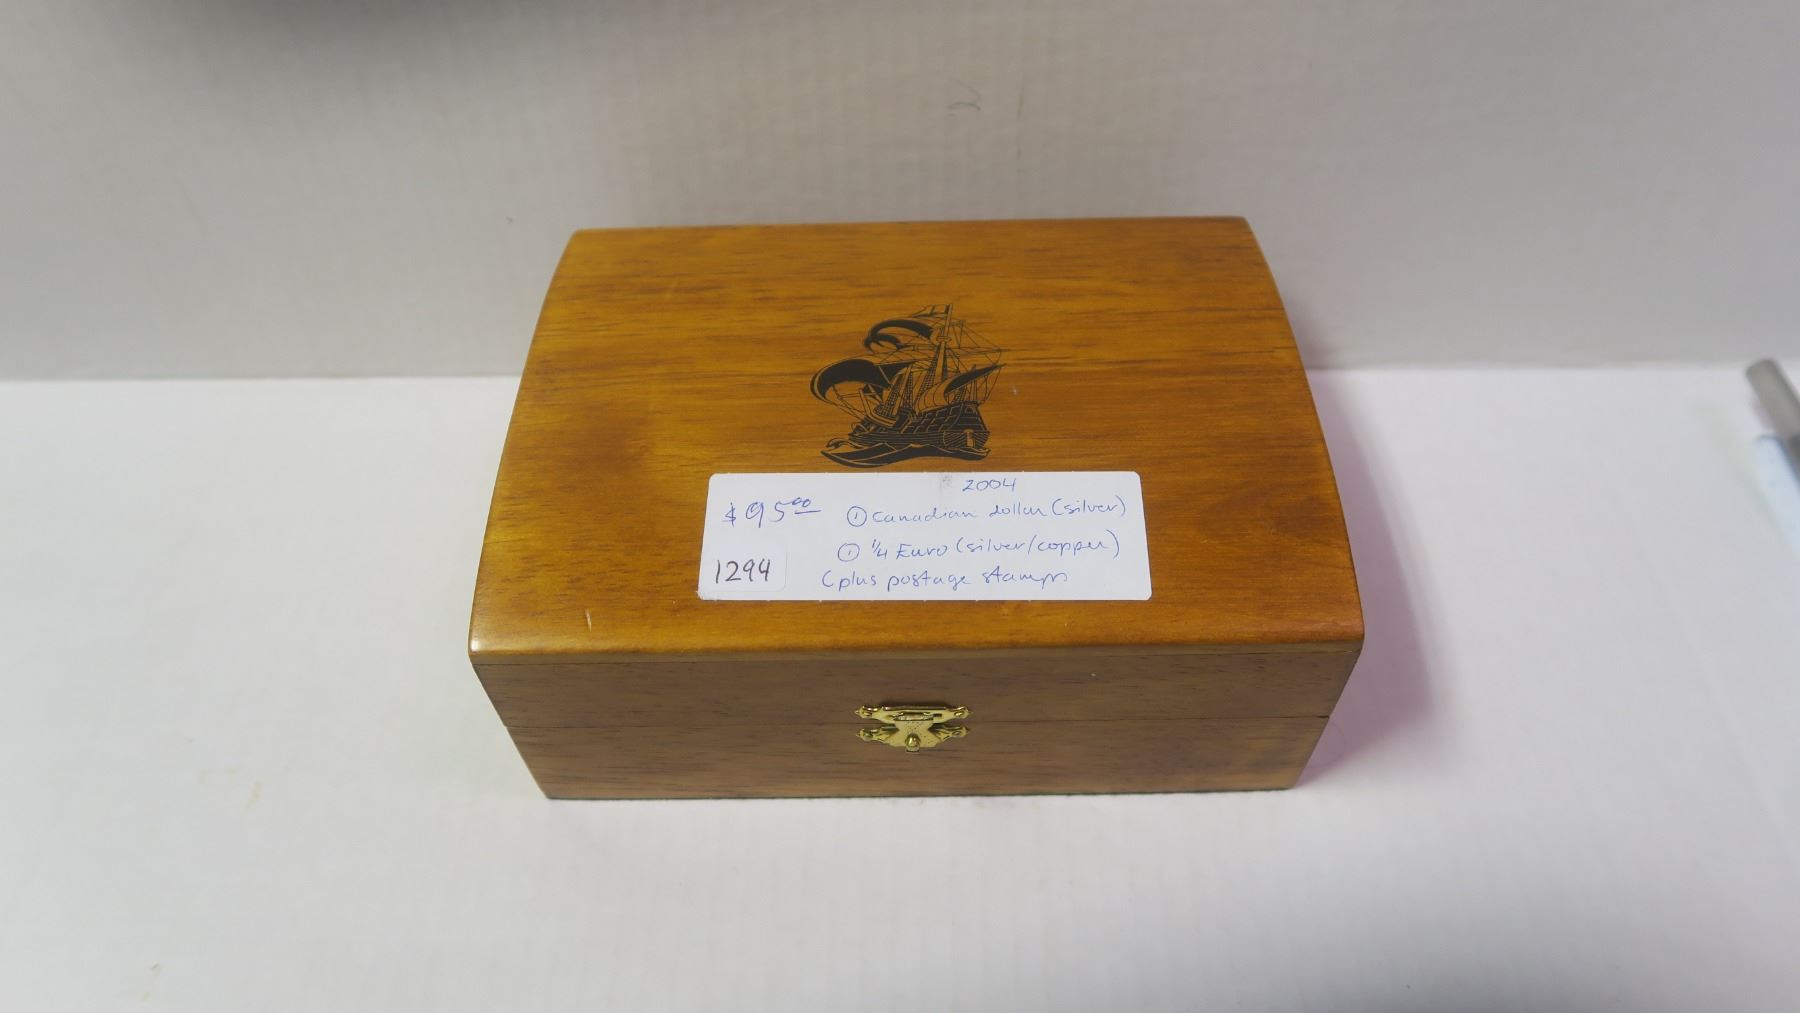 2004
$95.00 ① Canadian dollar (silver)
① 1/4 Euro (silver/copper)
1294 (plus postage stamps